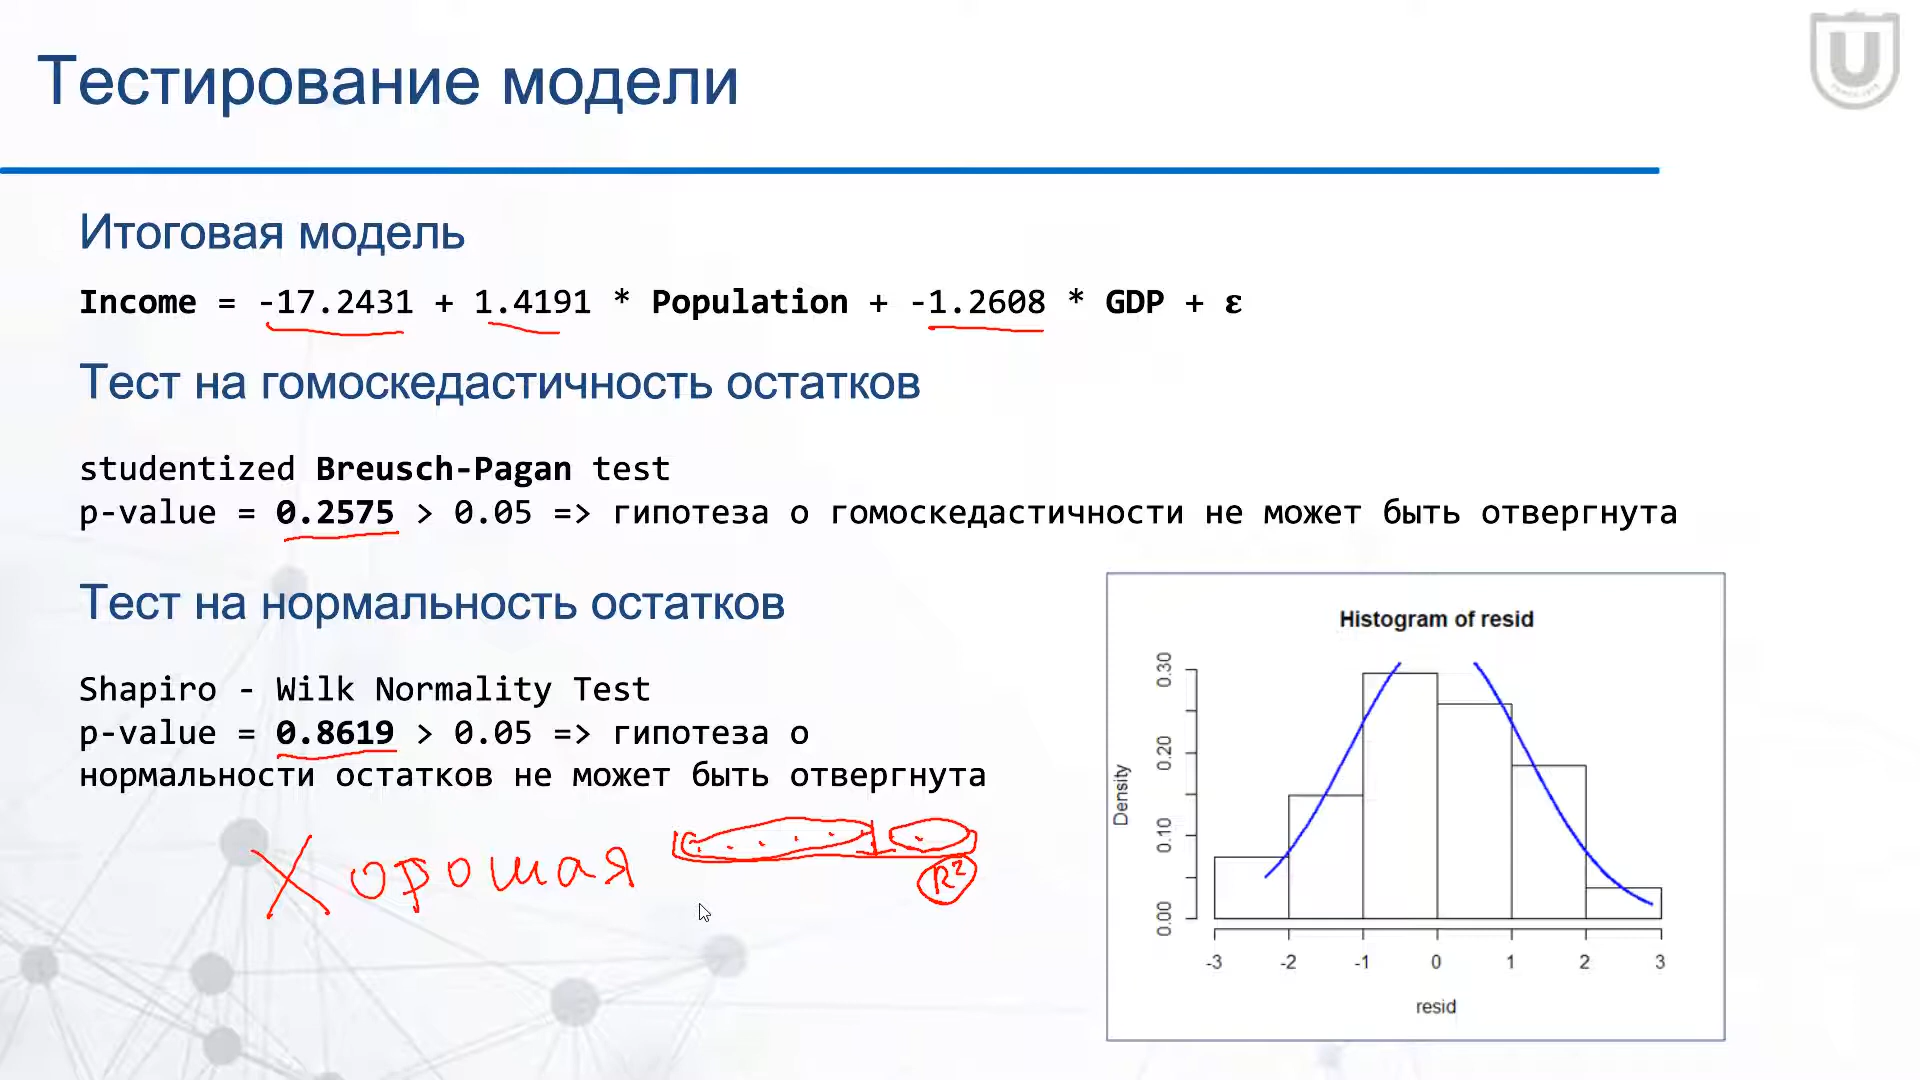 Тестирование модели
Итоговая модель
Income = -17.2431 + 1.4191 * Population + -1.2608 * GDP + ε
Тест на гомоскедастичность остатков
studentized Breusch-Pagan test
p-value = 0.2575 > 0.05 => гипотеза о гомоскедастичности не может быть отвергнута
Тест на нормальность остатков
Shapiro - Wilk Normality Test
p-value = 0.8619 > 0.05 => гипотеза о
нормальности остатков не может быть отвергнута
Хорошая
R²
Histogram of resid
Density
0.30
0.20
0.10
0.00
-3 -2 -1 0 1 2 3
resid